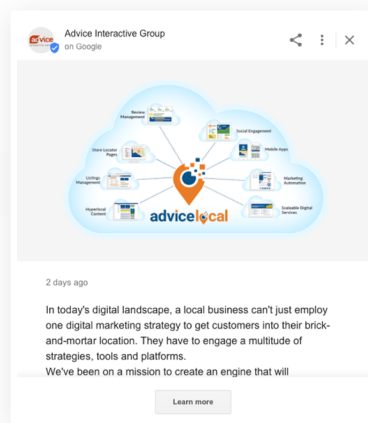 advice
Advice Interactive Group
on Google
Review
Management
Social Engagement
Store Locator
Pages
Mobile Apps
Listings
Management
Marketing
Automation
Hyperlocal
Content
Scaleable Digital
Services
advicelocal
2 days ago
In today's digital landscape, a local business can't just employ
one digital marketing strategy to get customers into their brick-
and-mortar location. They have to engage a multitude of
strategies, tools and platforms.
We've been on a mission to create an engine that will
Learn more